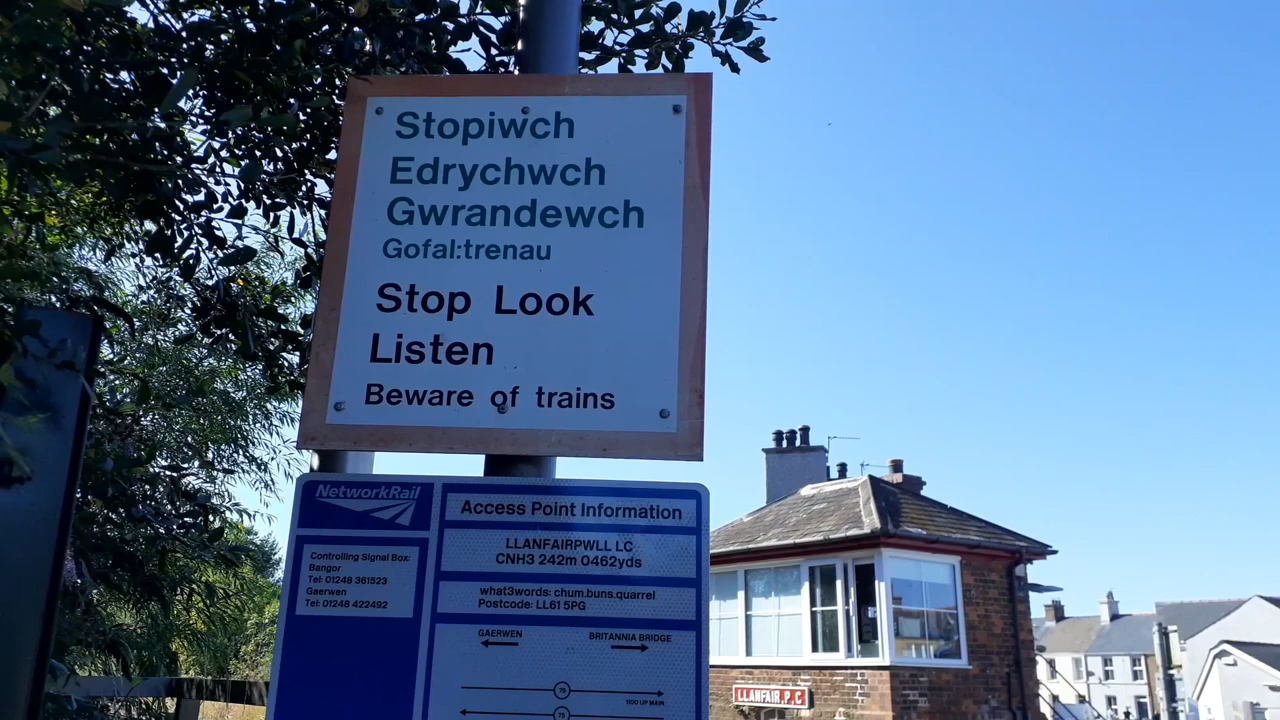 Stopiwch
Edrychwch
Gwrandewch
Gofal:trenau
Stop Look
Listen
Beware of trains
NetworkRail
Controlling Signal Box:
Bangor
Tel: 01248 361523
Gaerwen
Tel: 01248 422492
Access Point Information
LLANFAIRPWLL LC
CNH3 242m 0462yds
what3words: chum.buns.quarrel
Postcode: LL61 5PG
GAERWEN
BRITANNIA BRIDGE
75
1100 UP MAIN
75
LLANFAIR.P.G